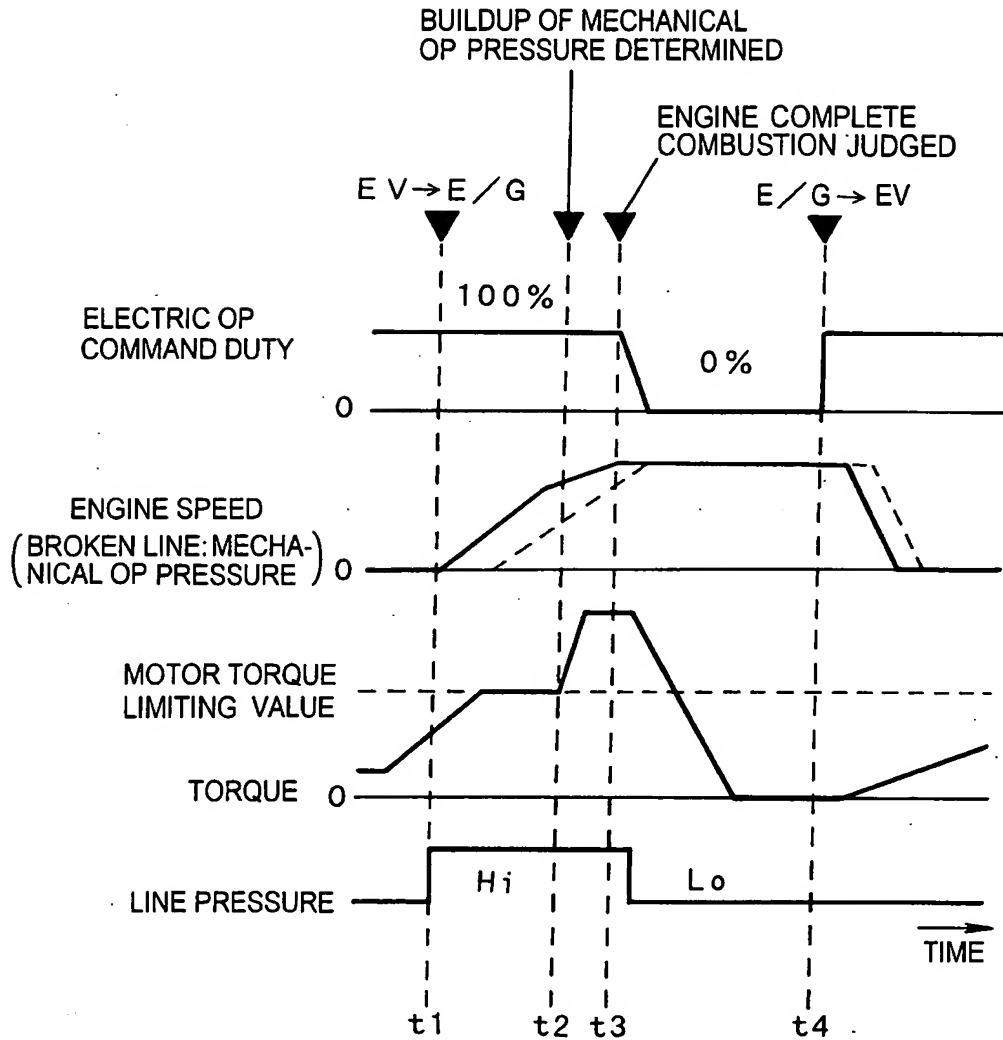 BUILDUP OF MECHANICAL
OP PRESSURE DETERMINED
ENGINE COMPLETE
COMBUSTION JUDGED
EV→E/G
E/G→EV
100%
ELECTRIC OP
COMMAND DUTY
0%
0
ENGINE SPEED
(BROKEN LINE: MECHA-
NICAL OP PRESSURE)
0
MOTOR TORQUE
LIMITING VALUE
TORQUE 0
Hi
Lo
LINE PRESSURE
TIME
t1 t2 t3 t4